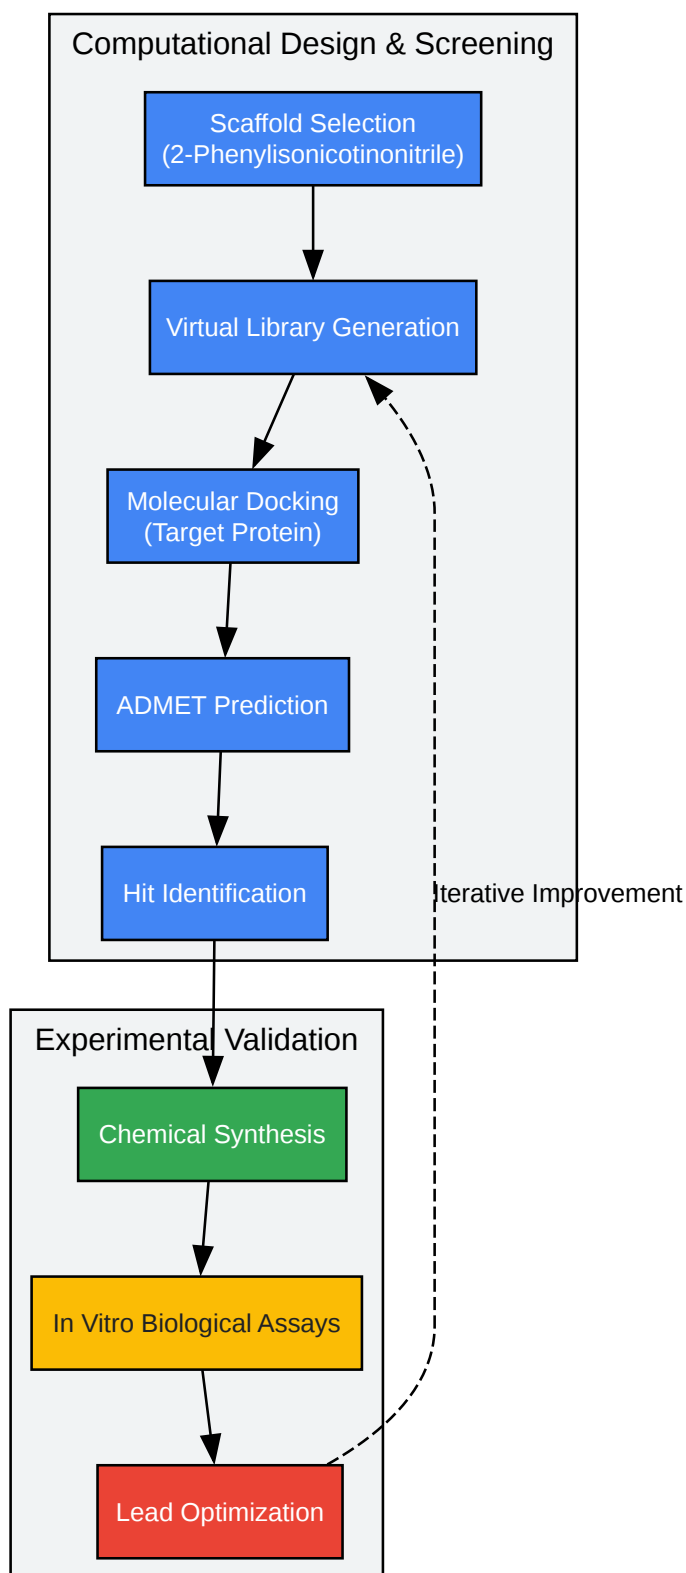 Computational Design & Screening
Scaffold Selection
(2-Phenylisonicotinonitrile)
Virtual Library Generation
Molecular Docking
(Target Protein)
ADMET Prediction
Hit Identification
Iterative Improvement
Experimental Validation
Chemical Synthesis
In Vitro Biological Assays
Lead Optimization